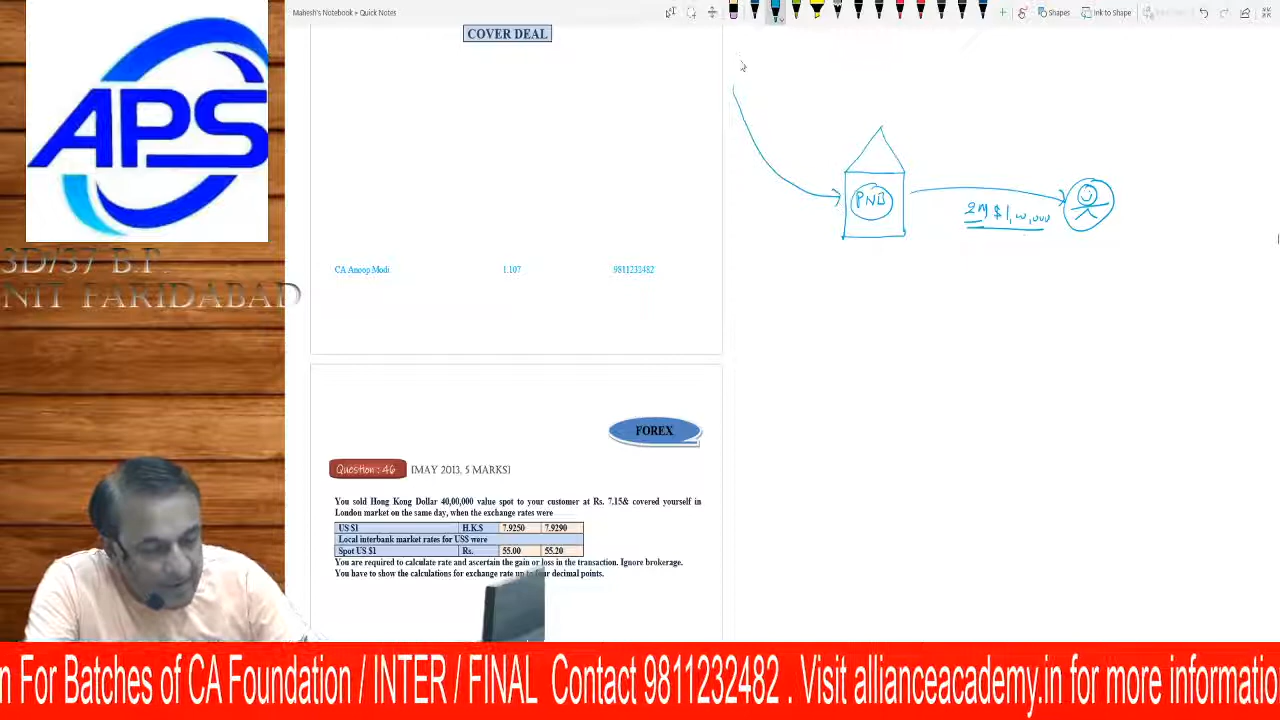 Mahesh's Notebook + Quick Notes
Shapes
Ink to Shape
APS
3D/37 B.P.
NIT FARIDABAD
COVER DEAL
CA Anoop Modi 1.107 9811232482
PNB
2M $1,00,000
FOREX
Question : 46 [MAY 2013, 5 MARKS]
You sold Hong Kong Dollar 40,00,000 value spot to your customer at Rs. 7.15& covered yourself in
London market on the same day, when the exchange rates were
US $1 H.K.$ 7.9250 7.9290
Local interbank market rates for US$ were
Spot US $1 Rs. 55.00 55.20
You are required to calculate rate and ascertain the gain or loss in the transaction. Ignore brokerage.
You have to show the calculations for exchange rate up to four decimal points.
n For Batches of CA Foundation / INTER / FINAL Contact 9811232482 . Visit allianceacademy.in for more informatio